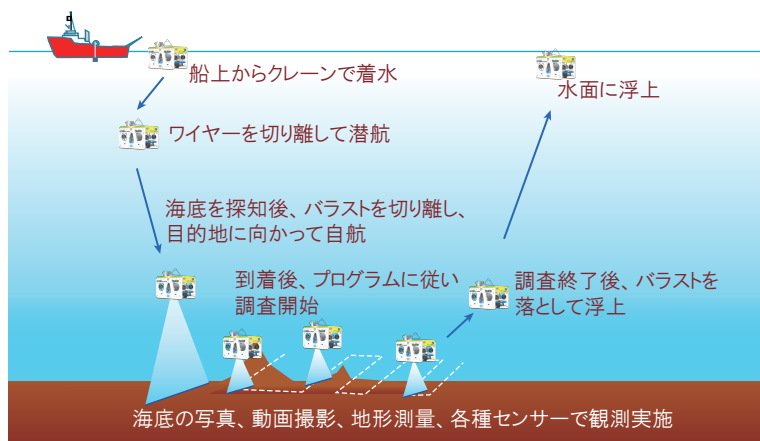 船上からクレーンで着水
水面に浮上
ワイヤーを切り離して潜航
海底を探知後、バラストを切り離し、
目的地に向かって自航
到着後、プログラムに従い
調査開始
調査終了後、バラストを
落として浮上
海底の写真、動画撮影、地形測量、各種センサーで観測実施